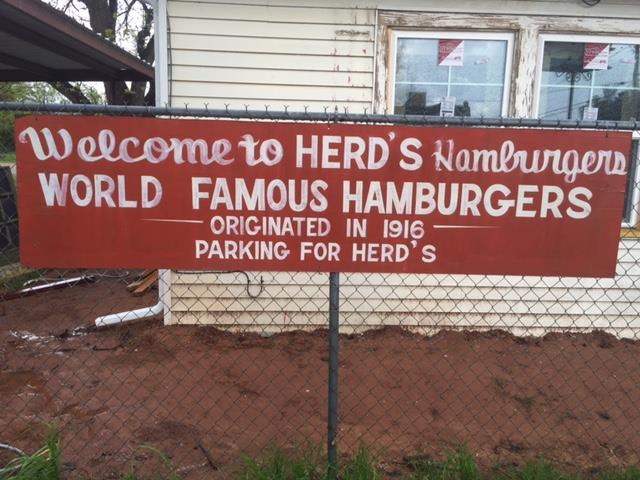 Welcome to HERD'S Hamburgers
WORLD FAMOUS HAMBURGERS
ORIGINATED IN 1916
PARKING FOR HERD'S